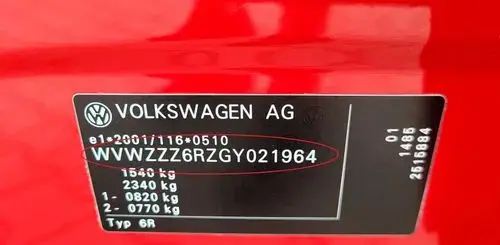 VOLKSWAGEN AG
e1*2001/116*0510
WVWZZZ6RZGY021964
1540 kg
2340 kg
1- 0820 kg
2- 0770 kg
Typ 6R
01
1485
2515884